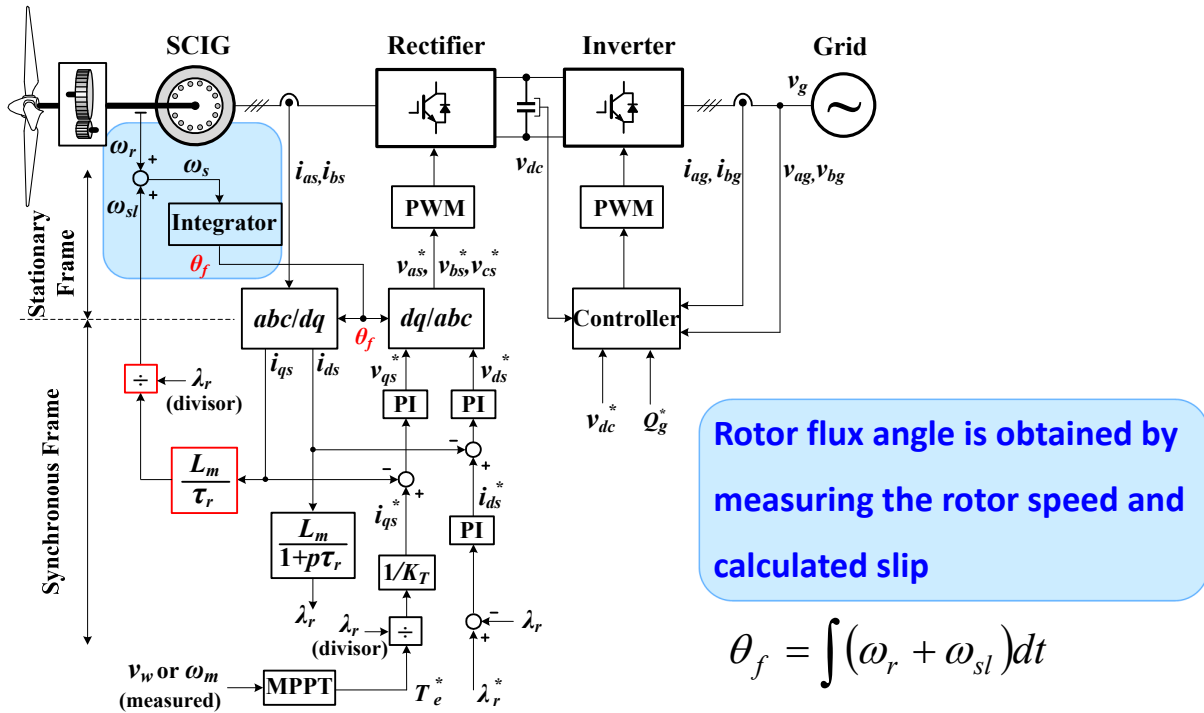 SCIG
Rectifier
Inverter
Grid
v_g
ω_r
+
ω_s
+
ω_sl
Integrator
θ_f
i_as, i_bs
v_dc
i_ag, i_bg
v_ag, v_bg
PWM
PWM
v_as^*, v_bs^*, v_cs^*
Stationary
Frame
abc/dq
θ_f
dq/abc
Controller
i_qs
i_ds
v_qs^*
v_ds^*
÷
λ_r
(divisor)
PI
PI
v_dc^*
Q_g^*
Synchronous Frame
L_m
τ_r
−
+
−
+
i_qs^*
i_ds^*
PI
L_m
1+pτ_r
1/K_T
λ_r
λ_r
(divisor)
÷
−
+
λ_r
v_w or ω_m
(measured)
MPPT
T_e^*
λ_r^*
Rotor flux angle is obtained by
measuring the rotor speed and
calculated slip
θ_f = ∫(ω_r + ω_sl)dt